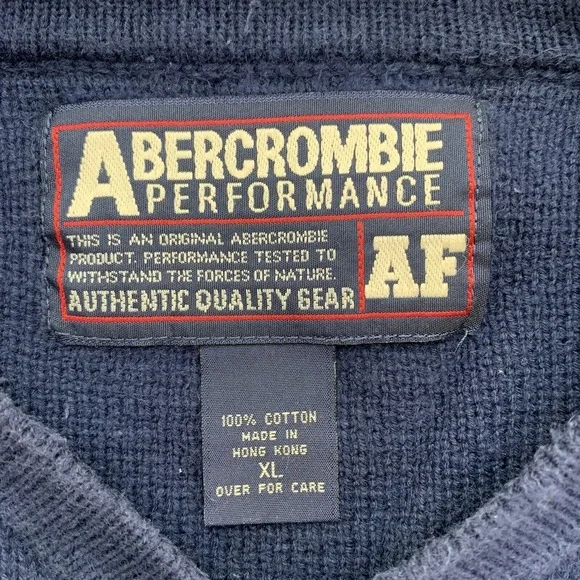 ABERCROMBIE
PERFORMANCE
THIS IS AN ORIGINAL ABERCROMBIE
PRODUCT. PERFORMANCE TESTED TO
WITHSTAND THE FORCES OF NATURE.
AUTHENTIC QUALITY GEAR
AF
100% COTTON
MADE IN
HONG KONG
XL
OVER FOR CARE